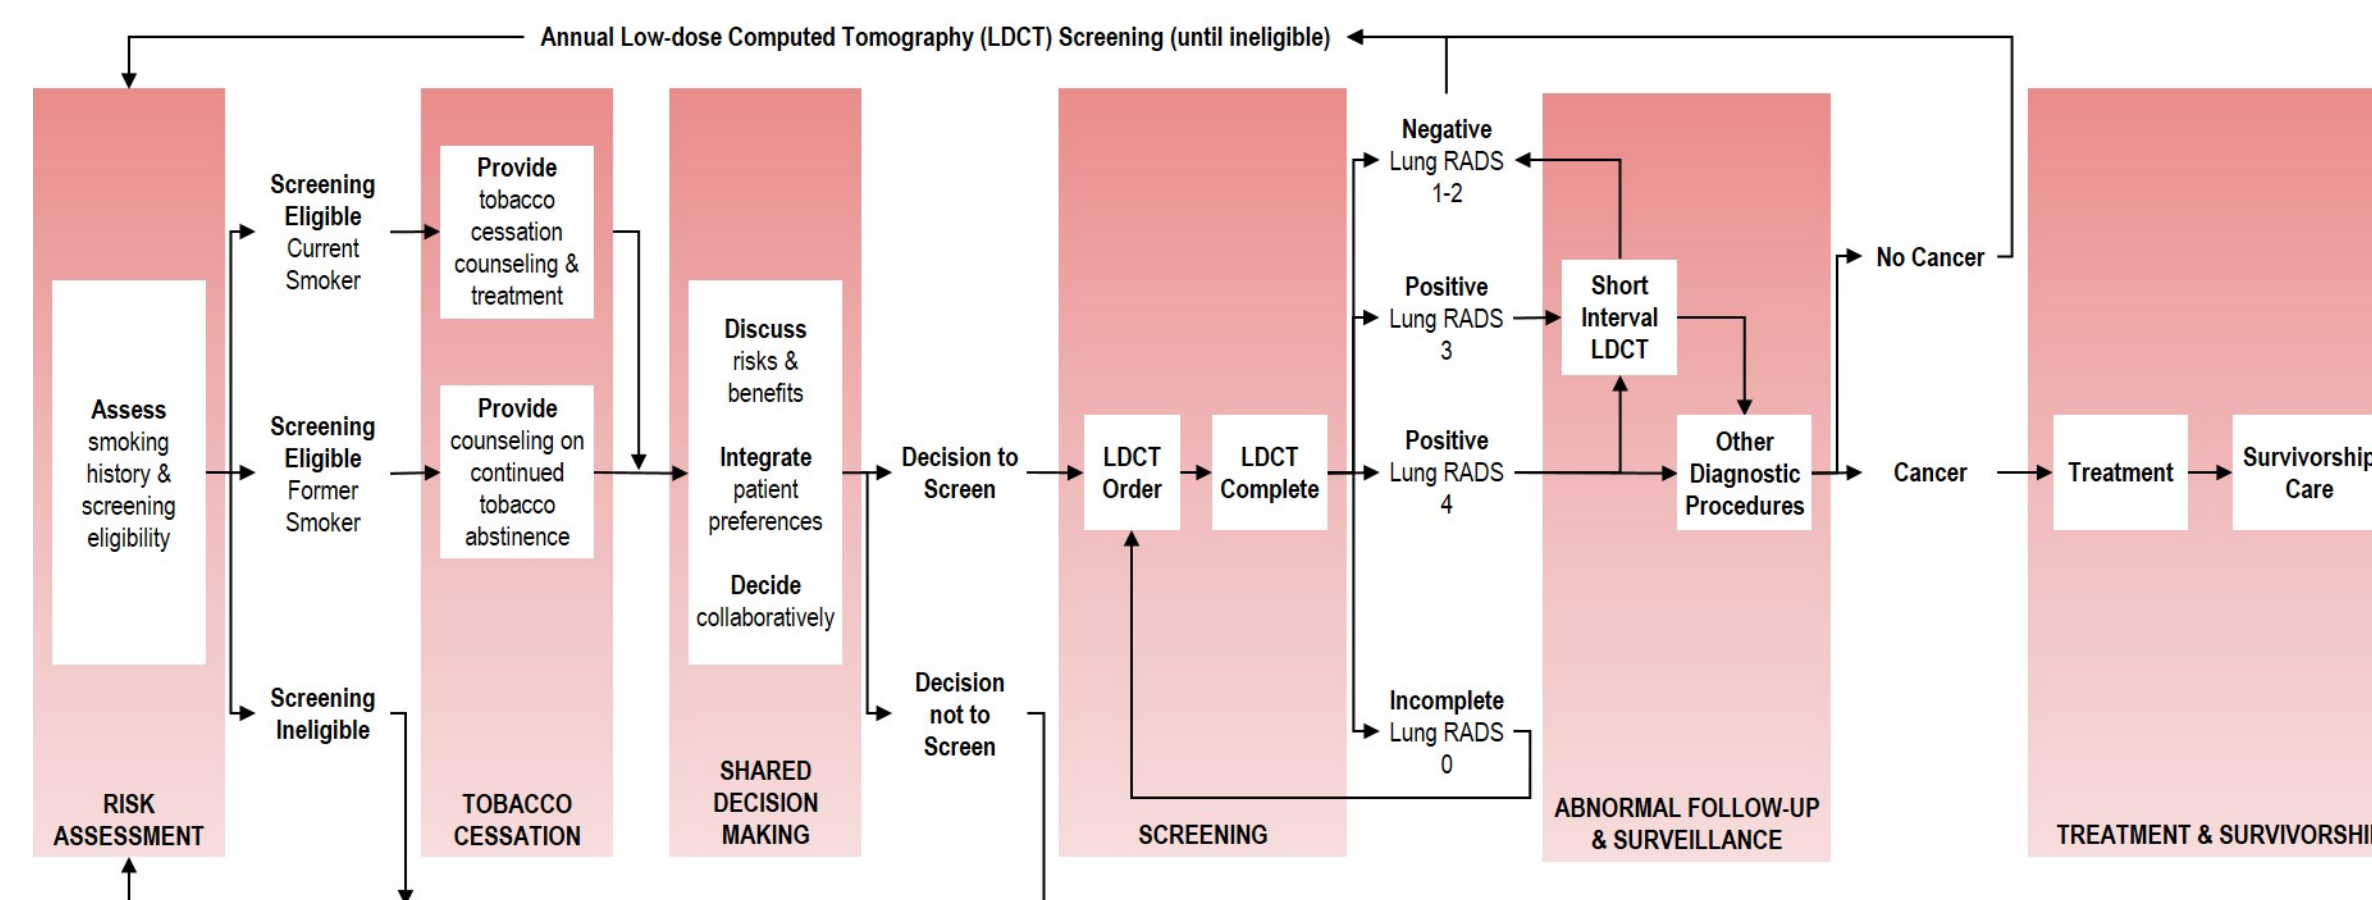 Annual Low-dose Computed Tomography (LDCT) Screening (until ineligible)
Assess
smoking
history &
screening
eligibility
RISK
ASSESSMENT
Screening
Eligible
Current
Smoker
Screening
Eligible
Former
Smoker
Screening
Ineligible
Provide
tobacco
cessation
counseling &
treatment
Provide
counseling on
continued
tobacco
abstinence
TOBACCO
CESSATION
Discuss
risks &
benefits
Integrate
patient
preferences
Decide
collaboratively
SHARED
DECISION
MAKING
Decision to
Screen
Decision
not to
Screen
LDCT
Order
LDCT
Complete
SCREENING
Negative
Lung RADS
1-2
Positive
Lung RADS
3
Positive
Lung RADS
4
Incomplete
Lung RADS
0
Short
Interval
LDCT
Other
Diagnostic
Procedures
ABNORMAL FOLLOW-UP
& SURVEILLANCE
No Cancer
Cancer
Treatment
Survivorship
Care
TREATMENT & SURVIVORSHIP